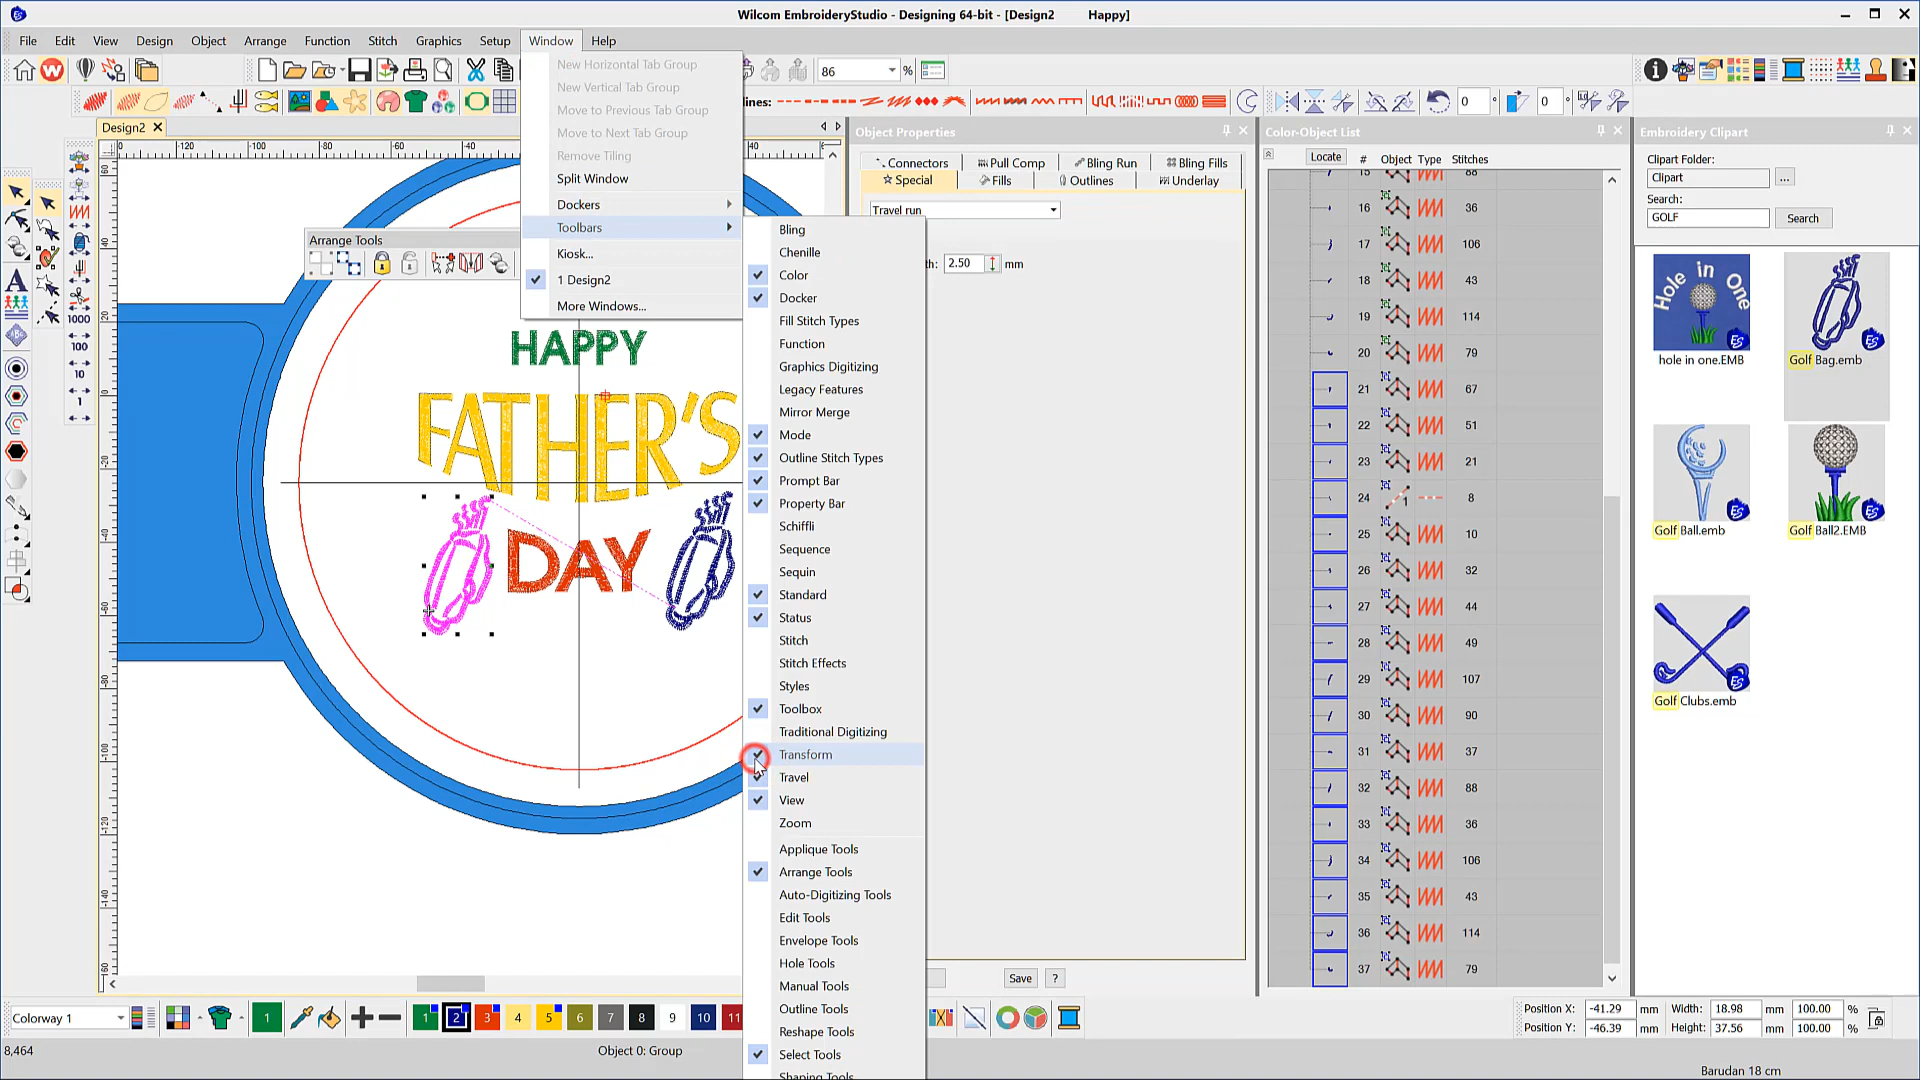 Wilcom EmbroideryStudio - Designing 64-bit - [Design2 Happy]
File Edit View Design Object Arrange Function Stitch Graphics Setup Window Help
86 %
lines:
0 ° 0 °
Design2
New Horizontal Tab Group
New Vertical Tab Group
Move to Previous Tab Group
Move to Next Tab Group
Remove Tiling
Split Window
Dockers
Toolbars
Kiosk...
1 Design2
More Windows...
Bling
Chenille
Color
Docker
Fill Stitch Types
Function
Graphics Digitizing
Legacy Features
Mirror Merge
Mode
Outline Stitch Types
Prompt Bar
Property Bar
Schiffli
Sequence
Sequin
Standard
Status
Stitch
Stitch Effects
Styles
Toolbox
Traditional Digitizing
Transform
Travel
View
Zoom
Applique Tools
Arrange Tools
Auto-Digitizing Tools
Edit Tools
Envelope Tools
Hole Tools
Manual Tools
Outline Tools
Reshape Tools
Select Tools
Shaping Tools
Arrange Tools
1000
100
10
1
HAPPY
FATHER'S
DAY
Object Properties
Connectors Pull Comp Bling Run Bling Fills
Special Fills Outlines Underlay
Travel run
th: 2.50 mm
Save ?
Color-Object List
Locate # Object Type Stitches
15 88
16 36
17 106
18 43
19 114
20 79
21 67
22 51
23 21
24 8
25 10
26 32
27 44
28 49
29 107
30 90
31 37
32 88
33 36
34 106
35 43
36 114
37 79
Embroidery Clipart
Clipart Folder:
Clipart ...
Search:
GOLF Search
Hole in One
hole in one.EMB
Golf Bag.emb
Golf Ball.emb
Golf Ball2.EMB
Golf Clubs.emb
Colorway 1
1 1 2 3 4 5 6 7 8 9 10 11
Position X: -41.29 mm Width: 18.98 mm 100.00 %
Position Y: -46.39 mm Height: 37.56 mm 100.00 %
8,464
Object 0: Group
Barudan 18 cm